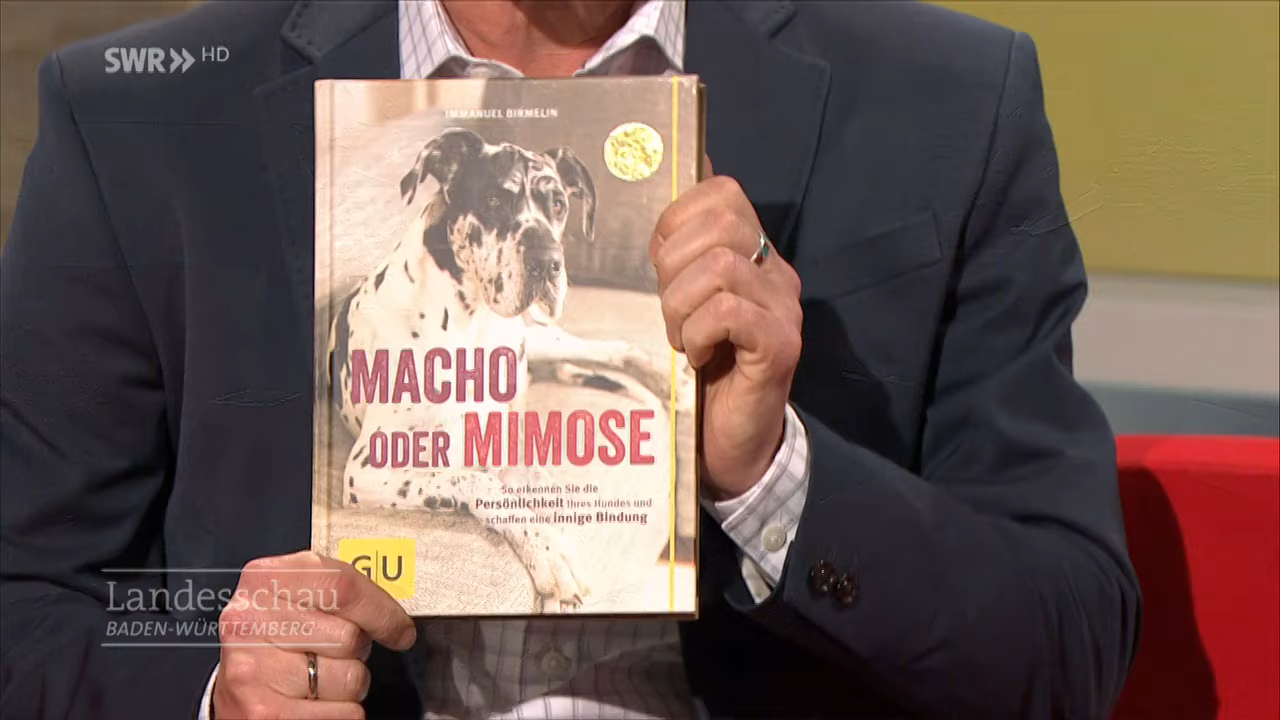 SWR» HD
IMMANUEL BIRMELIN
MACHO
ODER MIMOSE
So erkennen Sie die
Persönlichkeit Ihres Hundes und
schaffen eine innige Bindung
G|U
Landesschau
BADEN-WÜRTTEMBERG